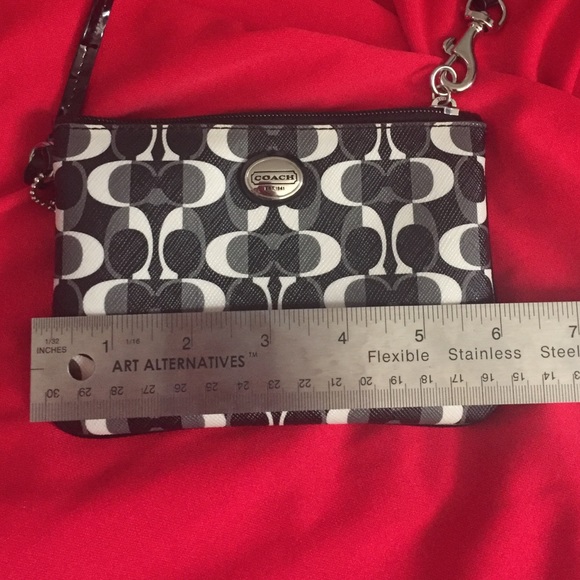 COACH
EST. 1941
1/32 1/16 1 2 3 4 5 6 7
INCHES
ART ALTERNATIVES™ Flexible Stainless Steel
30 29 28 27 26 25 24 23 22 21 20 19 18 17 16 15 14 13